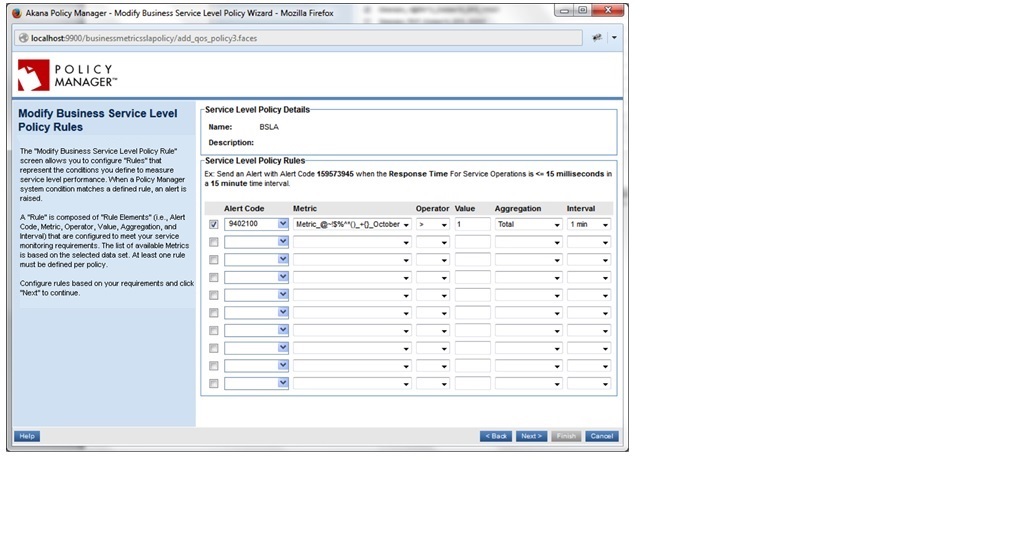 Akana Policy Manager - Modify Business Service Level Policy Wizard - Mozilla Firefox
localhost:9900/businessmetricsslapolicy/add_qos_policy3.faces
POLICY
MANAGER™
Modify Business Service Level
Policy Rules
The "Modify Business Service Level Policy Rule"
screen allows you to configure "Rules" that
represent the conditions you define to measure
service level performance. When a Policy Manager
system condition matches a defined rule, an alert is
raised.
A "Rule" is composed of "Rule Elements" (i.e., Alert
Code, Metric, Operator, Value, Aggregation, and
Interval) that are configured to meet your service
monitoring requirements. The list of available Metrics
is based on the selected data set. At least one rule
must be defined per policy.
Configure rules based on your requirements and click
"Next" to continue.
Service Level Policy Details
Name: BSLA
Description:
Service Level Policy Rules
Ex: Send an Alert with Alert Code 159573945 when the Response Time For Service Operations is <= 15 milliseconds in
a 15 minute time interval.
Alert Code Metric Operator Value Aggregation Interval
9402100 Metric_@~!$%^^()_+{}_October > 1 Total 1 min
Help < Back Next > Finish Cancel